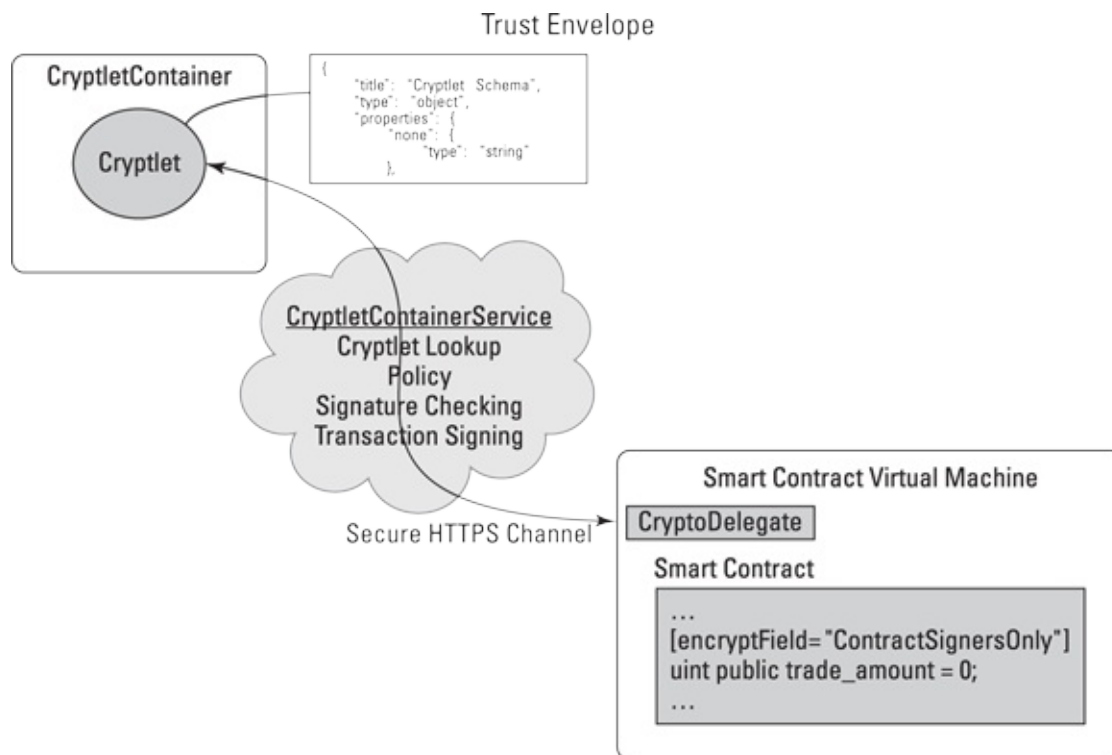 Trust Envelope
CryptletContainer
Cryptlet
{
"title": "Cryptlet Schema",
"type": "object",
"properties": {
"none": {
"type": "string"
},
CryptletContainerService
Cryptlet Lookup
Policy
Signature Checking
Transaction Signing
Secure HTTPS Channel
Smart Contract Virtual Machine
CryptoDelegate
Smart Contract
...
[encryptField= "ContractSignersOnly"]
uint public trade_amount = 0;
...